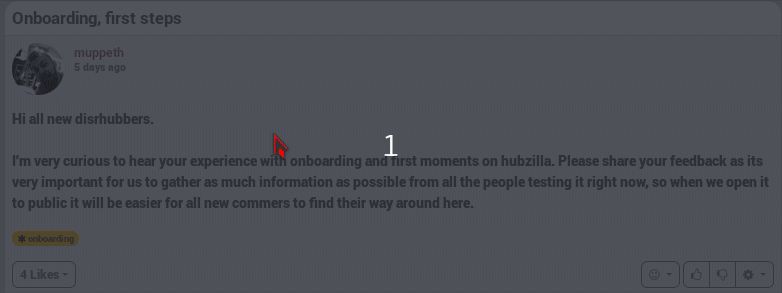 Onboarding, first steps
muppeth
5 days ago
Hi all new disrhubbers.
1
I'm very curious to hear your experience with onboarding and first moments on hubzilla. Please share your feedback as its
very important for us to gather as much information as possible from all the people testing it right now, so when we open it
to public it will be easier for all new commers to find their way around here.
onboarding
4 Likes